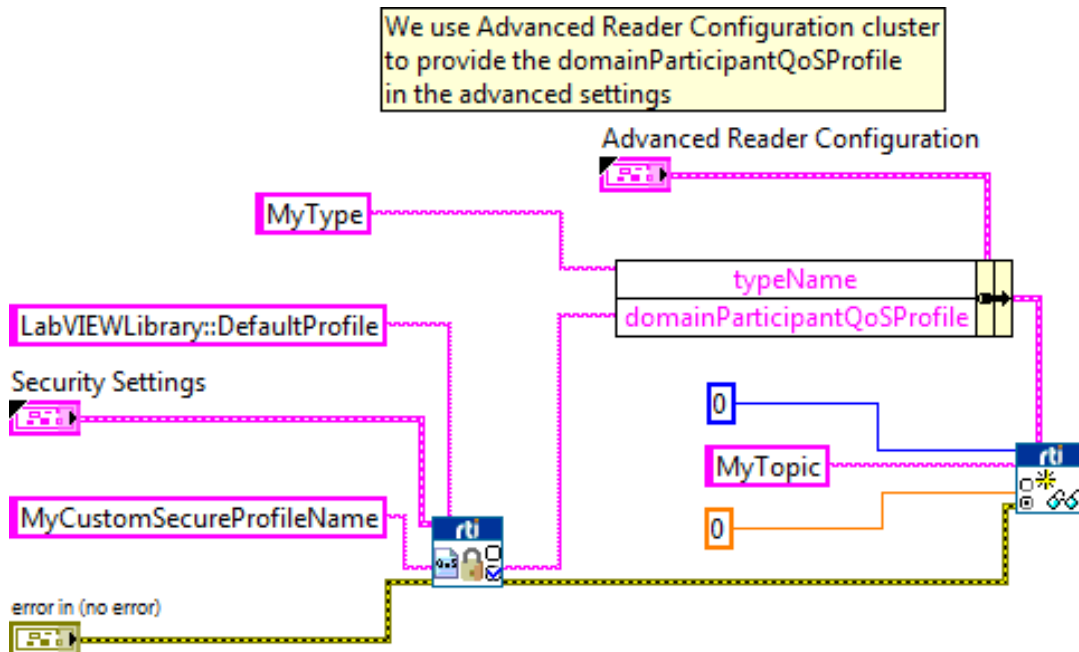 We use Advanced Reader Configuration cluster
to provide the domainParticipantQoSProfile
in the advanced settings
Advanced Reader Configuration
MyType
typeName
LabVIEWLibrary::DefaultProfile
domainParticipantQoSProfile
Security Settings
0
MyTopic
rti
MyCustomSecureProfileName
rti
0
QoS
error in (no error)